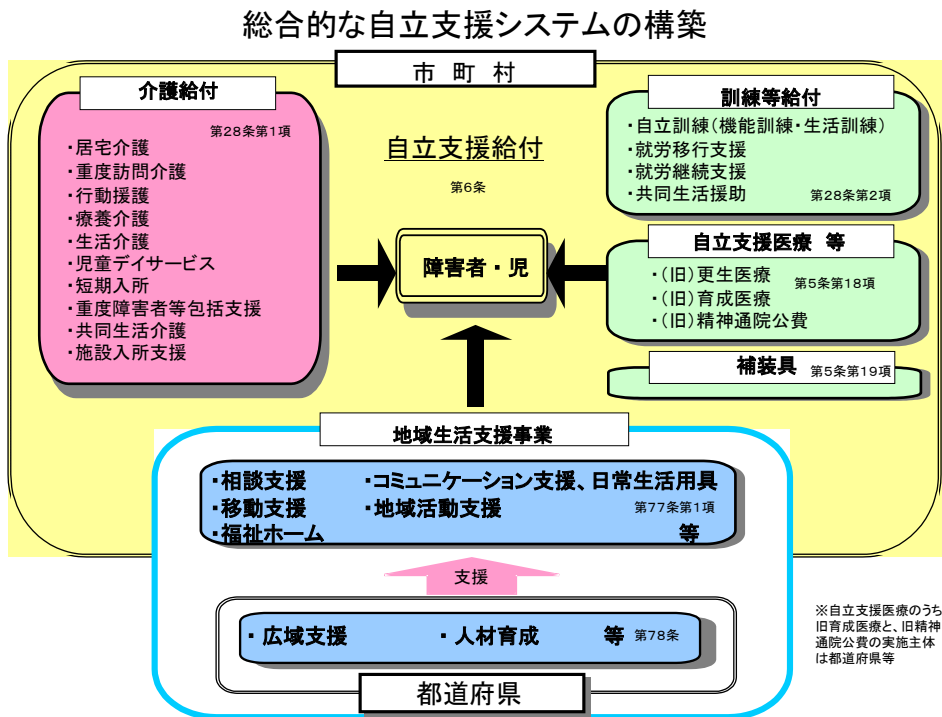 総合的な自立支援システムの構築
市 町 村
介護給付
第28条第1項
・居宅介護
・重度訪問介護
・行動援護
・療養介護
・生活介護
・児童デイサービス
・短期入所
・重度障害者等包括支援
・共同生活介護
・施設入所支援
自立支援給付
第6条
障害者・児
訓練等給付
・自立訓練(機能訓練・生活訓練)
・就労移行支援
・就労継続支援
・共同生活援助 第28条第2項
自立支援医療 等
・(旧)更生医療 第5条第18項
・(旧)育成医療
・(旧)精神通院公費
補装具 第5条第19項
地域生活支援事業
・相談支援 ・コミュニケーション支援、日常生活用具
・移動支援 ・地域活動支援 第77条第1項
・福祉ホーム 等
支援
・広域支援 ・人材育成 等 第78条
都道府県
※自立支援医療のうち
旧育成医療と、旧精神
通院公費の実施主体
は都道府県等